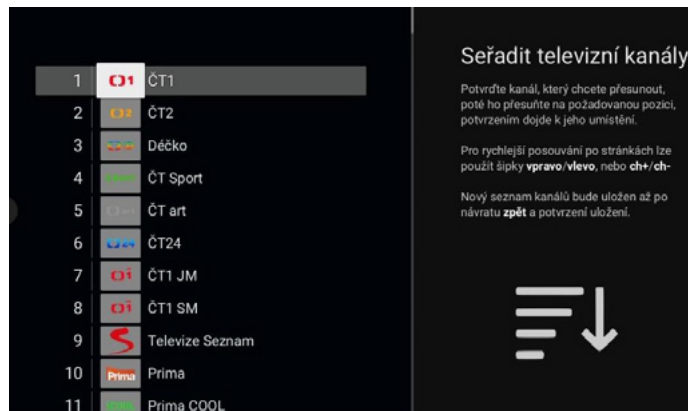 Seřadit televizní kanály
Potvrďte kanál, který chcete přesunout,
poté ho přesuňte na požadovanou pozici,
potvrzením dojde k jeho umístění.
Pro rychlejší posouvání po stránkách lze
použít šipky vpravo/vlevo, nebo ch+/ch-
Nový seznam kanálů bude uložen až po
návratu zpět a potvrzení uložení.
1 ČT1
2 ČT2
3 Déčko
4 ČT Sport
5 ČT art
6 ČT24
7 ČT1 JM
8 ČT1 SM
9 Televize Seznam
10 Prima Prima
11 Prima COOL